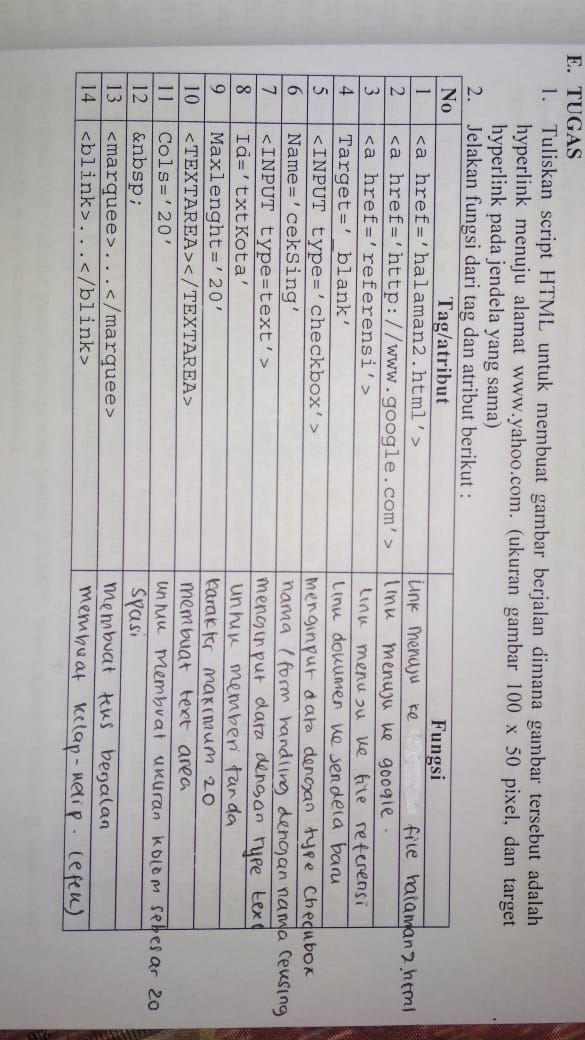 E. TUGAS
1. Tuliskan script HTML untuk membuat gambar berjalan dimana gambar tersebut adalah
hyperlink menuju alamat www.yahoo.com. (ukuran gambar 100 x 50 pixel, dan target
hyperlink pada jendela yang sama)
2. Jelakan fungsi dari tag dan atribut berikut :
No Tag/atribut Fungsi
1 <a href='halaman2.html'> Link menuju ke file halaman2.html
2 <a href='http://www.google.com'> link menuju ke google.
3 <a href='referensi'> link menuju ke file referensi
4 Target='_blank' link dokumen ke jendela baru
5 <INPUT type='checkbox'> menginput data dengan type checkbox
6 Name='cekSing' nama (form handling dengan nama ceksing
7 <INPUT type=text'> menginput data dengan type text
8 Id='txtKota' untuk memberi tanda
9 Maxlenght='20' karakter maximum 20
10 <TEXTAREA></TEXTAREA> membuat text area
11 Cols='20' untuk membuat ukuran kolom sebesar 20
12 &nbsp; spasi
13 <marquee>...</marquee> membuat teks berjalan
14 <blink>...</blink> membuat kelap-kelip. (efek)